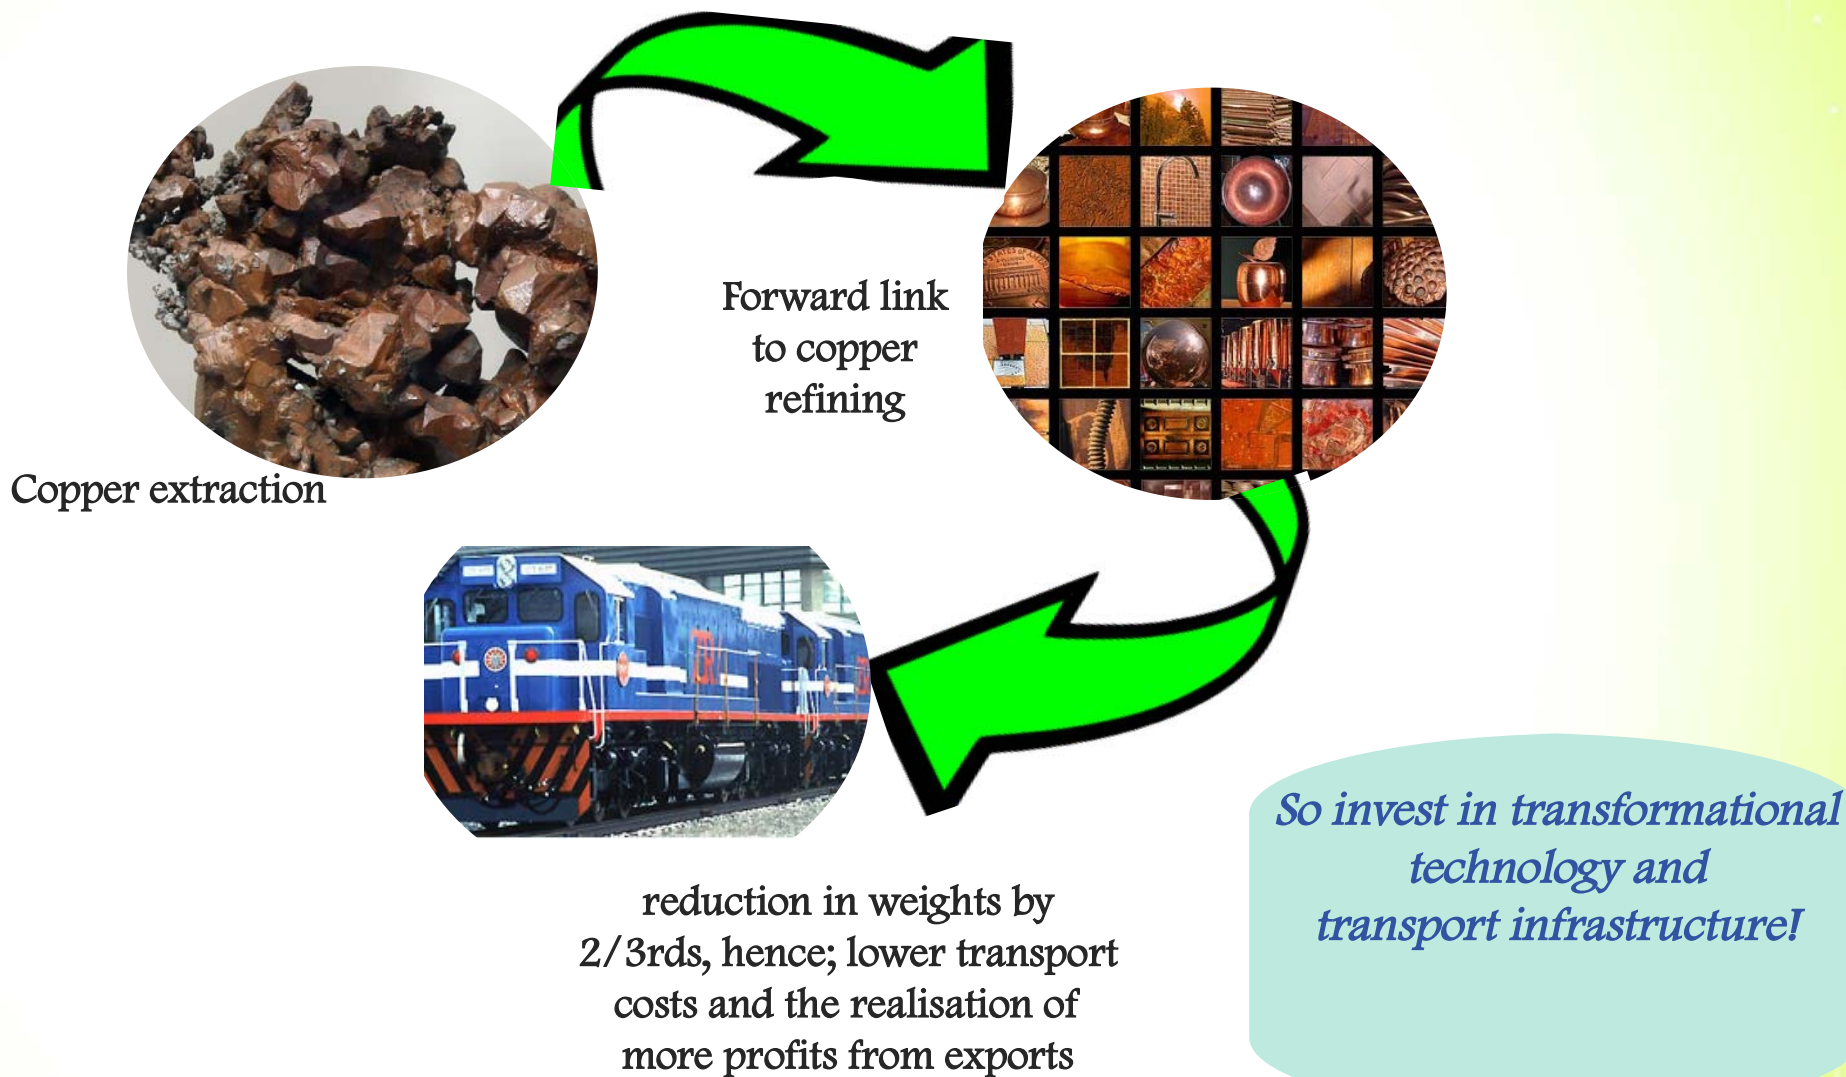 Copper extraction
Forward link
to copper
refining
reduction in weights by
2/3rds, hence; lower transport
costs and the realisation of
more profits from exports
So invest in transformational
technology and
transport infrastructure!